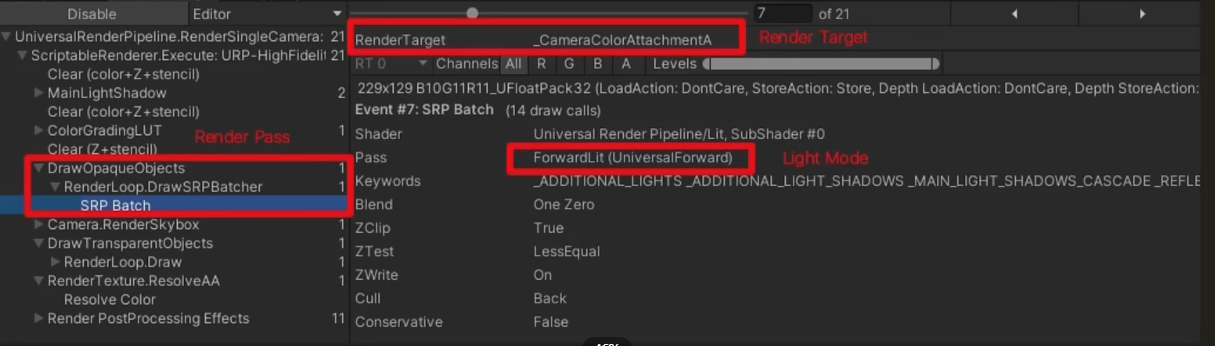 Disable Editor 7 of 21
UniversalRenderPipeline.RenderSingleCamera: 21
ScriptableRenderer.Execute: URP-HighFidelit 21
Clear (color+Z+stencil)
MainLightShadow 2
Clear (color+Z+stencil)
ColorGradingLUT 1
Render Pass
Clear (Z+stencil)
DrawOpaqueObjects 1
RenderLoop.DrawSRPBatcher 1
SRP Batch
Camera.RenderSkybox 1
DrawTransparentObjects 1
RenderLoop.Draw 1
RenderTexture.ResolveAA 1
Resolve Color
Render PostProcessing Effects 11
RenderTarget _CameraColorAttachmentA Render Target
RT 0 Channels All R G B A Levels
229x129 B10G11R11_UFloatPack32 (LoadAction: DontCare, StoreAction: Store, Depth LoadAction: DontCare, Depth StoreAction:
Event #7: SRP Batch (14 draw calls)
Shader Universal Render Pipeline/Lit, SubShader #0
Pass ForwardLit (UniversalForward) Light Mode
Keywords _ADDITIONAL_LIGHTS _ADDITIONAL_LIGHT_SHADOWS _MAIN_LIGHT_SHADOWS_CASCADE _REFLE
Blend One Zero
ZClip True
ZTest LessEqual
ZWrite On
Cull Back
Conservative False